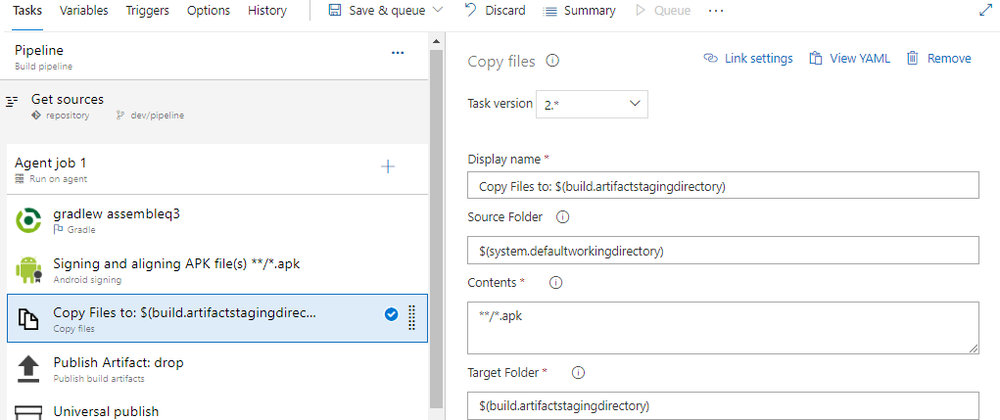 Tasks Variables Triggers Options History Save & queue Discard Summary Queue ...
Pipeline
Build pipeline
Get sources
repository dev/pipeline
Agent job 1
Run on agent
gradlew assembleq3
Gradle
Signing and aligning APK file(s) **/*.apk
Android signing
Copy Files to: $(build.artifactstagingdirec...
Copy files
Publish Artifact: drop
Publish build artifacts
Universal publish
Copy files Link settings View YAML Remove
Task version 2.*
Display name *
Copy Files to: $(build.artifactstagingdirectory)
Source Folder
$(system.defaultworkingdirectory)
Contents *
**/*.apk
Target Folder *
$(build.artifactstagingdirectory)